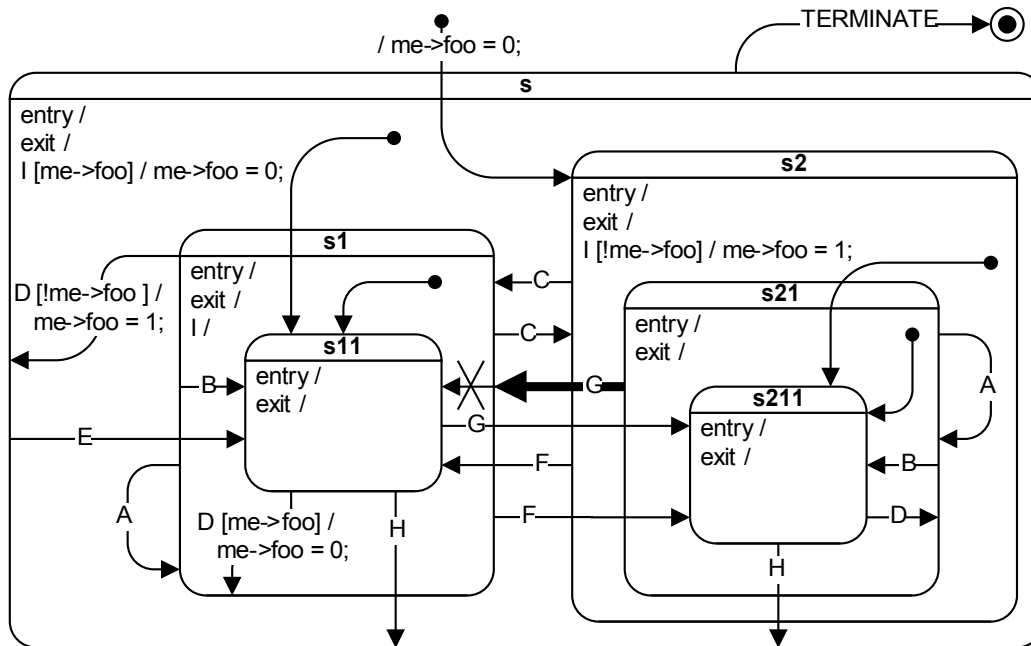 TERMINATE
/ me->foo = 0;
s
entry /
exit /
I [me->foo] / me->foo = 0;
s2
entry /
exit /
I [!me->foo] / me->foo = 1;
s1
entry /
exit /
I /
D [!me->foo ] /
me->foo = 1;
C
s21
entry /
exit /
C
s11
entry /
exit /
B
G
A
s211
entry /
exit /
E
G
B
F
A
D [me->foo] /
me->foo = 0;
H
F
D
H